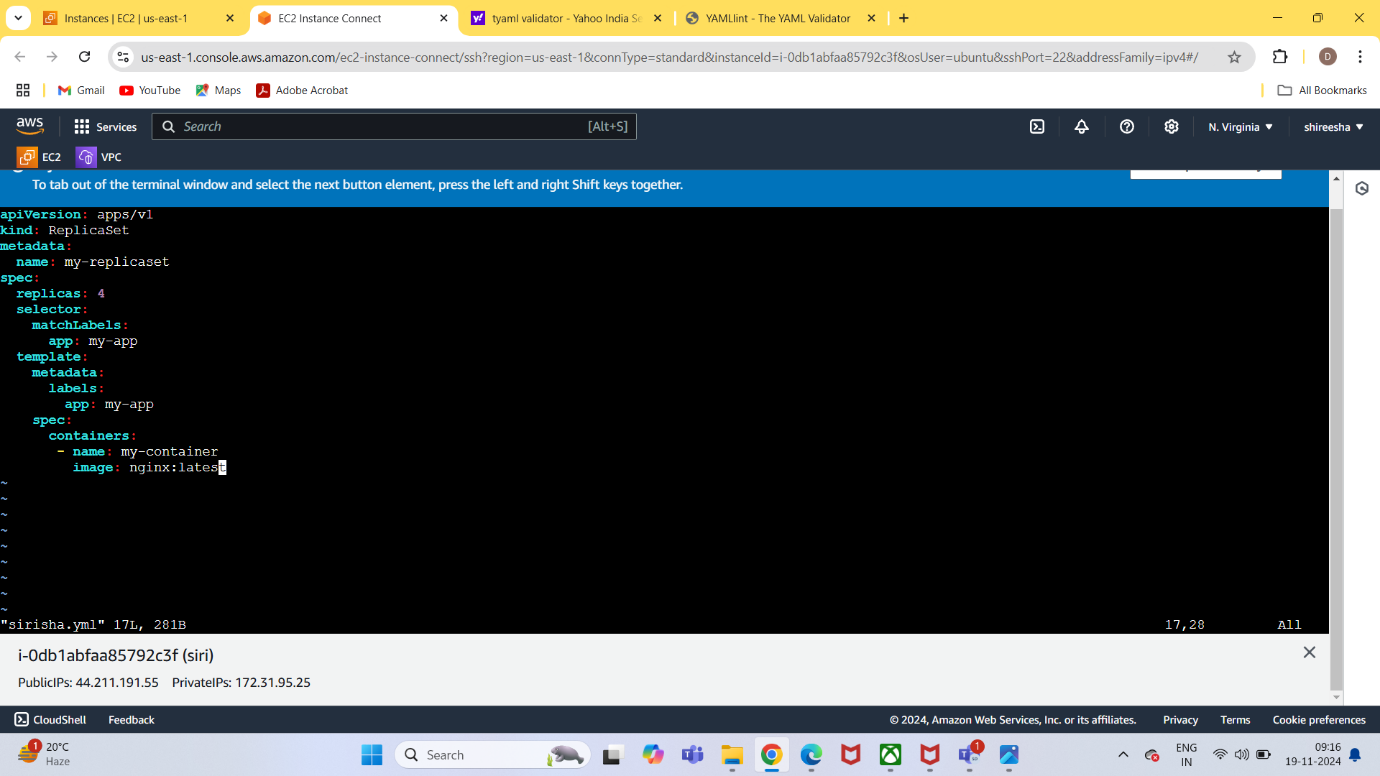 Instances | EC2 | us-east-1
EC2 Instance Connect
tyaml validator - Yahoo India Se
YAMLlint - The YAML Validator
us-east-1.console.aws.amazon.com/ec2-instance-connect/ssh?region=us-east-1&connType=standard&instanceId=i-0db1abfaa85792c3f&osUser=ubuntu&sshPort=22&addressFamily=ipv4#/
D
Gmail
YouTube
Maps
Adobe Acrobat
All Bookmarks
aws
Services
Search
[Alt+S]
N. Virginia
shireesha
EC2
VPC
To tab out of the terminal window and select the next button element, press the left and right Shift keys together.
apiVersion: apps/v1
kind: ReplicaSet
metadata:
  name: my-replicaset
spec:
  replicas: 4
  selector:
    matchLabels:
      app: my-app
  template:
    metadata:
      labels:
        app: my-app
    spec:
      containers:
       - name: my-container
         image: nginx:latest
~
~
~
~
~
~
~
~
~
"sirisha.yml" 17L, 281B
17,28
All
i-0db1abfaa85792c3f (siri)
PublicIPs: 44.211.191.55 PrivateIPs: 172.31.95.25
CloudShell
Feedback
© 2024, Amazon Web Services, Inc. or its affiliates.
Privacy
Terms
Cookie preferences
1
20°C
Haze
Search
1
ENG
IN
09:16
19-11-2024